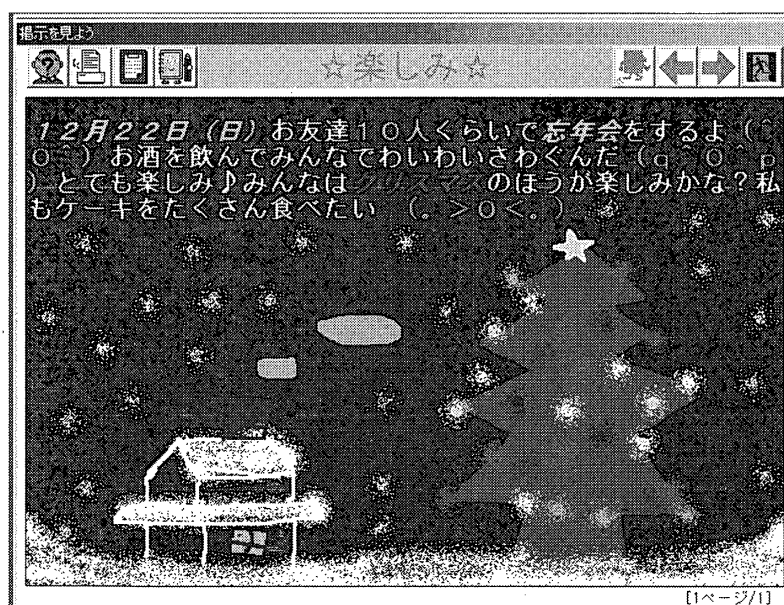 掲示を見よう
☆楽しみ☆
12月22日(日)お友達10人くらいで忘年会をするよ(^
O^)お酒を飲んでみんなでわいわいさわぐんだ(q^O^p
)とても楽しみ♪みんなはクリスマスのほうが楽しみかな?私
もケーキをたくさん食べたい (。>O<。)
[1ページ/1]